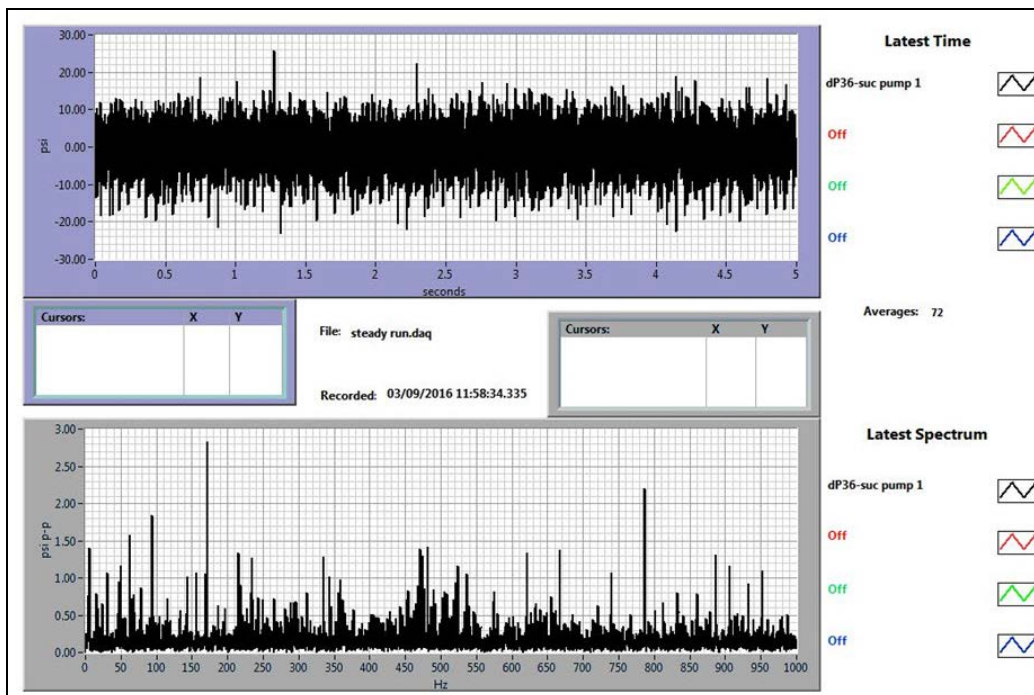 30.00
20.00
10.00
0.00
-10.00
-20.00
-30.00
psi
0 0.5 1 1.5 2 2.5 3 3.5 4 4.5 5
seconds
Latest Time
dP36-suc pump 1
Off
Off
Off
Cursors: X Y
File: steady run.daq
Recorded: 03/09/2016 11:58:34.335
Cursors: X Y
Averages: 72
3.00
2.50
2.00
1.50
1.00
0.50
0.00
psi p-p
0 50 100 150 200 250 300 350 400 450 500 550 600 650 700 750 800 850 900 950 1000
Hz
Latest Spectrum
dP36-suc pump 1
Off
Off
Off